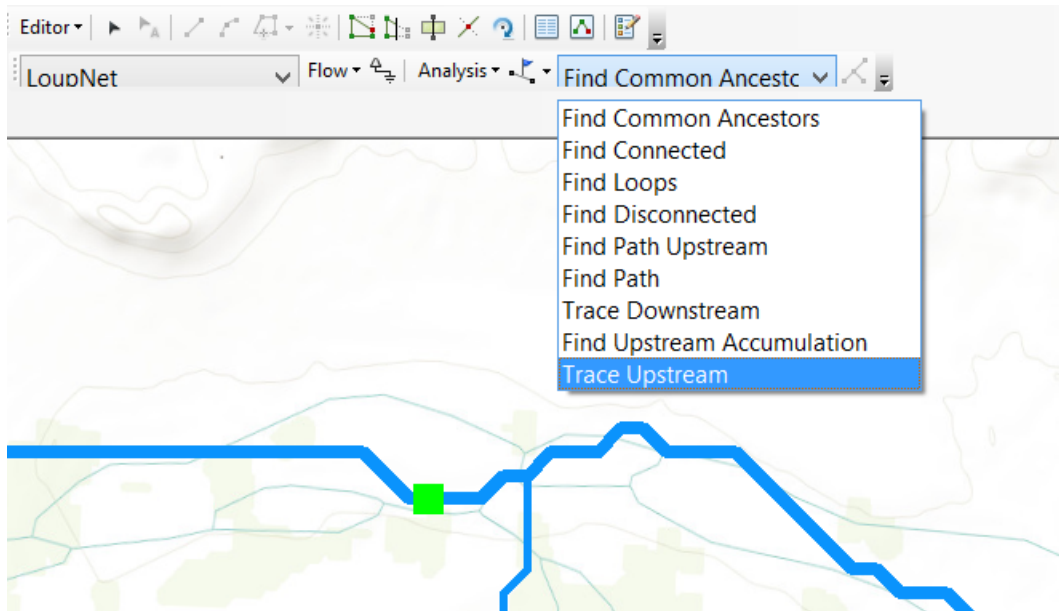 Editor
LoupNet Flow Analysis Find Common Ancestc
Find Common Ancestors
Find Connected
Find Loops
Find Disconnected
Find Path Upstream
Find Path
Trace Downstream
Find Upstream Accumulation
Trace Upstream